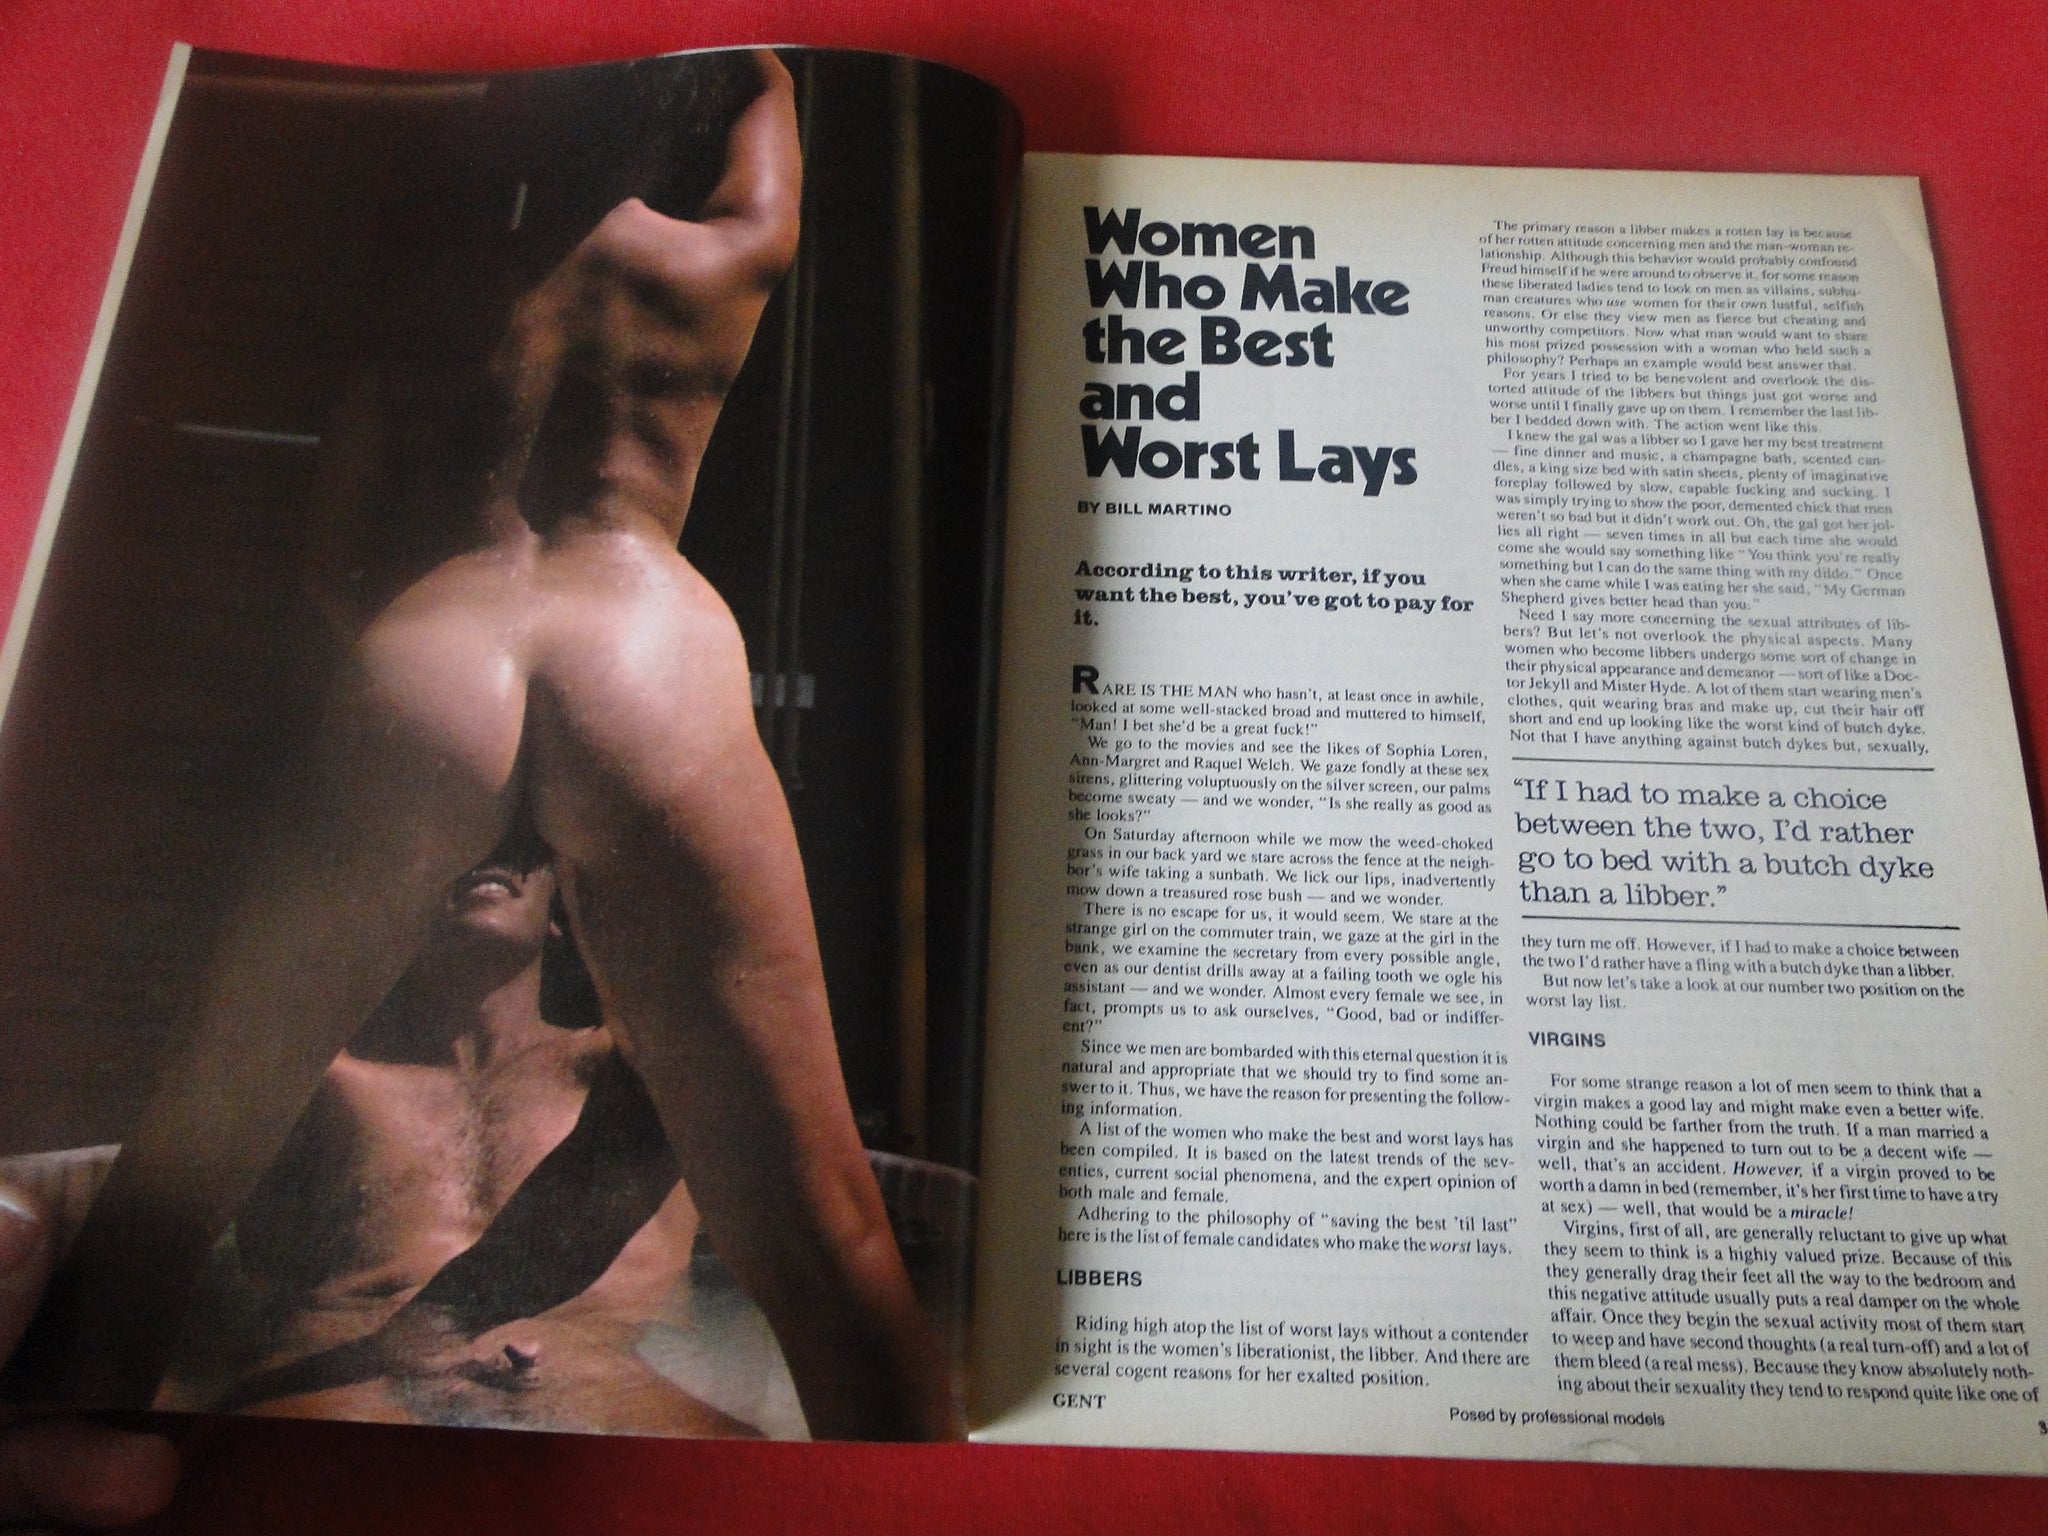 Women
Who Make
the Best
and
Worst Lays
BY BILL MARTINO
According to this writer, if you
want the best, you've got to pay for
it.
RARE IS THE MAN who hasn't, at least once in awhile,
looked at some well-stacked broad and muttered to himself,
"Man! I bet she'd be a great fuck!"
We go to the movies and see the likes of Sophia Loren,
Ann-Margret and Raquel Welch. We gaze fondly at these sex
sirens, glittering voluptuously on the silver screen, our palms
become sweaty — and we wonder, "Is she really as good as
she looks?"
On Saturday afternoon while we mow the weed-choked
grass in our back yard we stare across the fence at the neigh-
bor's wife taking a sunbath. We lick our lips, inadvertently
mow down a treasured rose bush — and we wonder.
There is no escape for us, it would seem. We stare at the
strange girl on the commuter train, we gaze at the girl in the
bank, we examine the secretary from every possible angle,
even as our dentist drills away at a failing tooth we ogle his
assistant — and we wonder. Almost every female we see, in
fact, prompts us to ask ourselves, "Good, bad or indiffer-
ent?"
Since we men are bombarded with this eternal question it is
natural and appropriate that we should try to find some an-
swer to it. Thus, we have the reason for presenting the follow-
ing information.
A list of the women who make the best and worst lays has
been compiled. It is based on the latest trends of the sev-
enties, current social phenomena, and the expert opinion of
both male and female.
Adhering to the philosophy of "saving the best 'til last"
here is the list of female candidates who make the worst lays.
LIBBERS
Riding high atop the list of worst lays without a contender
in sight is the women's liberationist, the libber. And there are
several cogent reasons for her exalted position.
GENT
The primary reason a libber makes a rotten lay is because
of her rotten attitude concerning men and the man-woman re-
lationship. Although this behavior would probably confound
Freud himself if he were around to observe it, for some reason
these liberated ladies tend to look on men as villains, subhu-
man creatures who use women for their own lustful, selfish
reasons. Or else they view men as fierce but cheating and
unworthy competitors. Now what man would want to share
his most prized possession with a woman who held such a
philosophy? Perhaps an example would best answer that.
For years I tried to be benevolent and overlook the dis-
torted attitude of the libbers but things just got worse and
worse until I finally gave up on them. I remember the last lib-
ber I bedded down with. The action went like this.
I knew the gal was a libber so I gave her my best treatment
— fine dinner and music, a champagne bath, scented can-
dles, a king size bed with satin sheets, plenty of imaginative
foreplay followed by slow, capable fucking and sucking. I
was simply trying to show the poor, demented chick that men
weren't so bad but it didn't work out. Oh, the gal got her jol-
lies all right — seven times in all but each time she would
come she would say something like "You think you're really
something but I can do the same thing with my dildo." Once
when she came while I was eating her she said, "My German
Shepherd gives better head than you."
Need I say more concerning the sexual attributes of lib-
bers? But let's not overlook the physical aspects. Many
women who become libbers undergo some sort of change in
their physical appearance and demeanor — sort of like a Doc-
tor Jekyll and Mister Hyde. A lot of them start wearing men's
clothes, quit wearing bras and make up, cut their hair off
short and end up looking like the worst kind of butch dyke.
Not that I have anything against butch dykes but, sexually,
"If I had to make a choice
between the two, I'd rather
go to bed with a butch dyke
than a libber."
they turn me off. However, if I had to make a choice between
the two I'd rather have a fling with a butch dyke than a libber.
But now let's take a look at our number two position on the
worst lay list.
VIRGINS
For some strange reason a lot of men seem to think that a
virgin makes a good lay and might make even a better wife.
Nothing could be farther from the truth. If a man married a
virgin and she happened to turn out to be a decent wife —
well, that's an accident. However, if a virgin proved to be
worth a damn in bed (remember, it's her first time to have a try
at sex) — well, that would be a miracle!
Virgins, first of all, are generally reluctant to give up what
they seem to think is a highly valued prize. Because of this
they generally drag their feet all the way to the bedroom and
this negative attitude usually puts a real damper on the whole
affair. Once they begin the sexual activity most of them start
to weep and have second thoughts (a real turn-off) and a lot of
them bleed (a real mess). Because they know absolutely noth-
ing about their sexuality they tend to respond quite like one of
Posed by professional models